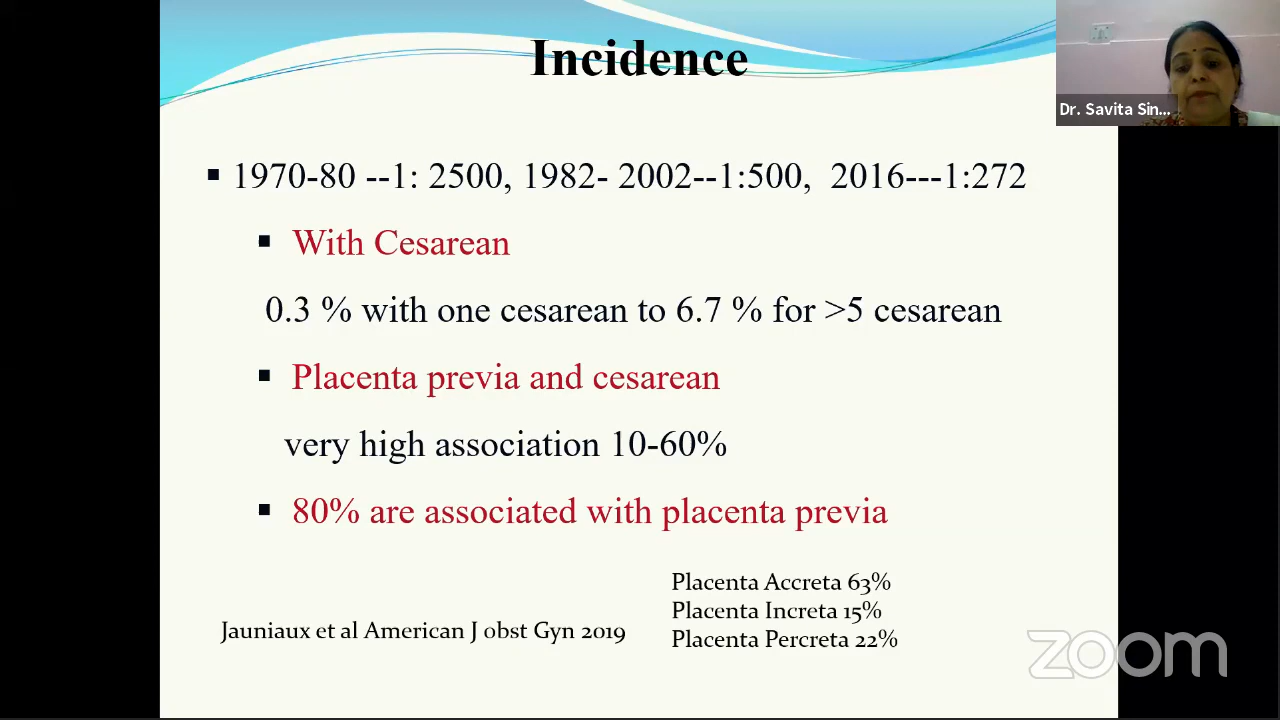 Incidence
Dr. Savita Sin...
▪ 1970-80 --1: 2500, 1982- 2002--1:500, 2016---1:272
▪ With Cesarean
0.3 % with one cesarean to 6.7 % for >5 cesarean
▪ Placenta previa and cesarean
very high association 10-60%
▪ 80% are associated with placenta previa
Placenta Accreta 63%
Placenta Increta 15%
Jauniaux et al American J obst Gyn 2019
Placenta Percreta 22%
zoom